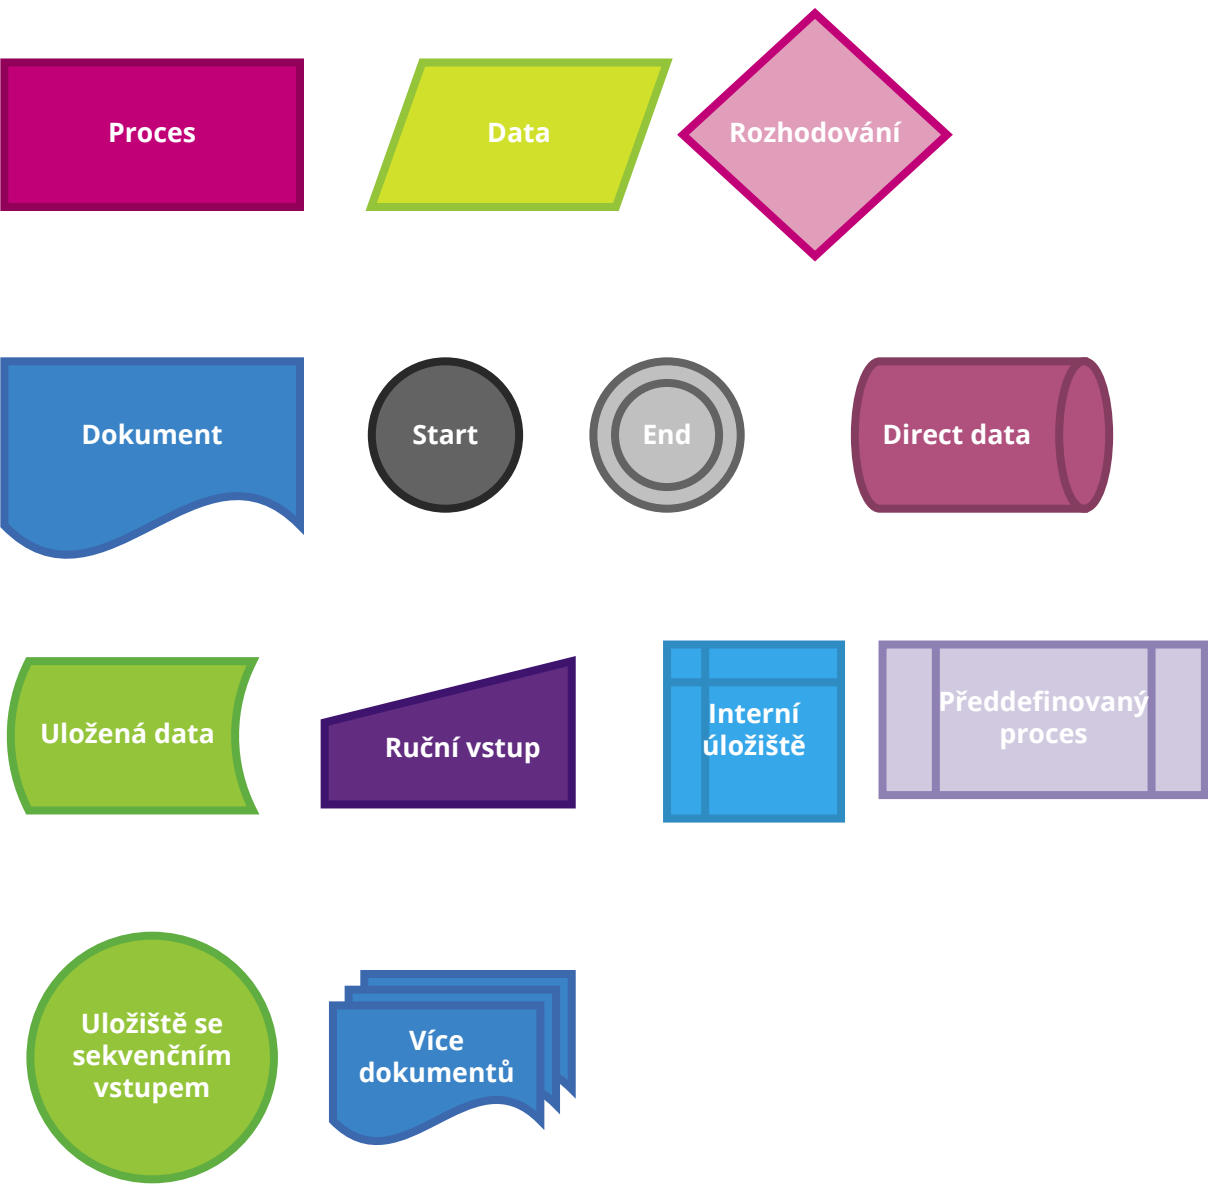 Proces
Data
Rozhodování
Dokument
Start
End
Direct data
Uložená data
Ruční vstup
Interní
úložiště
Předdefinovaný
proces
Uložiště se
sekvenčním
vstupem
Více
dokumentů